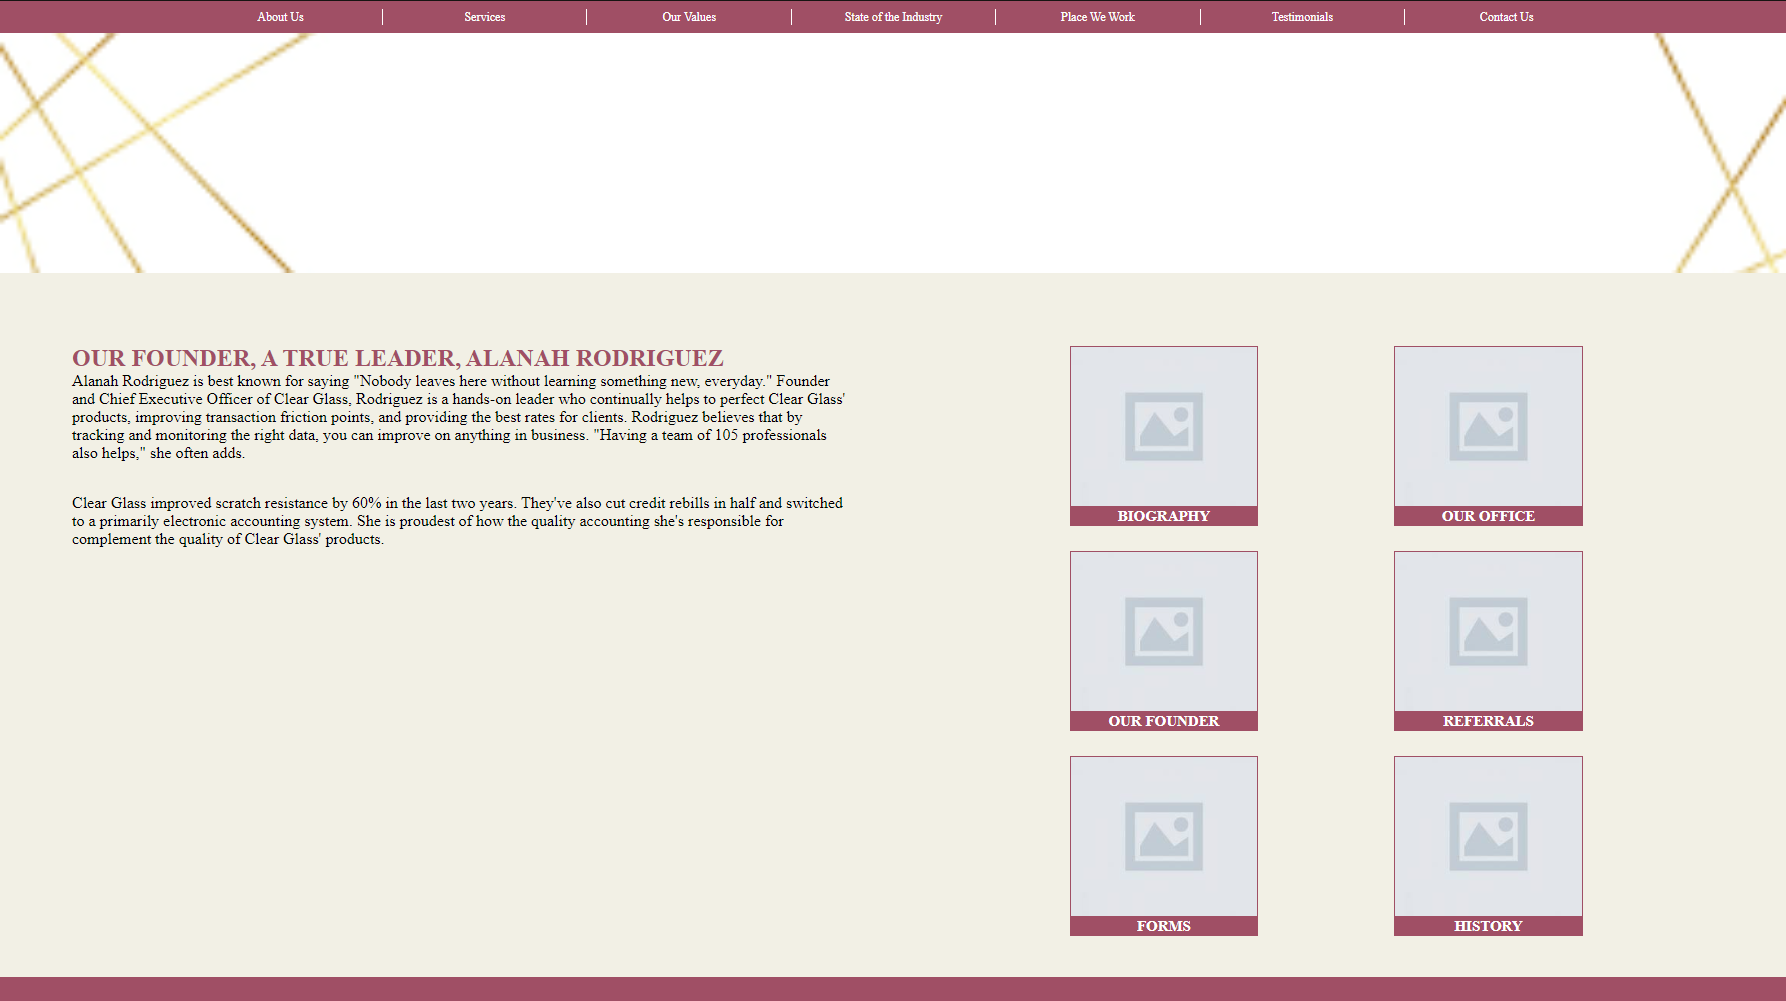 About Us
Services
Our Values
State of the Industry
Place We Work
Testimonials
Contact Us
OUR FOUNDER, A TRUE LEADER, ALANAH RODRIGUEZ
Alanah Rodriguez is best known for saying "Nobody leaves here without learning something new, everyday." Founder
and Chief Executive Officer of Clear Glass, Rodriguez is a hands-on leader who continually helps to perfect Clear Glass'
products, improving transaction friction points, and providing the best rates for clients. Rodriguez believes that by
tracking and monitoring the right data, you can improve on anything in business. "Having a team of 105 professionals
also helps," she often adds.
Clear Glass improved scratch resistance by 60% in the last two years. They've also cut credit rebills in half and switched
to a primarily electronic accounting system. She is proudest of how the quality accounting she's responsible for
complement the quality of Clear Glass' products.
BIOGRAPHY
OUR OFFICE
OUR FOUNDER
REFERRALS
FORMS
HISTORY